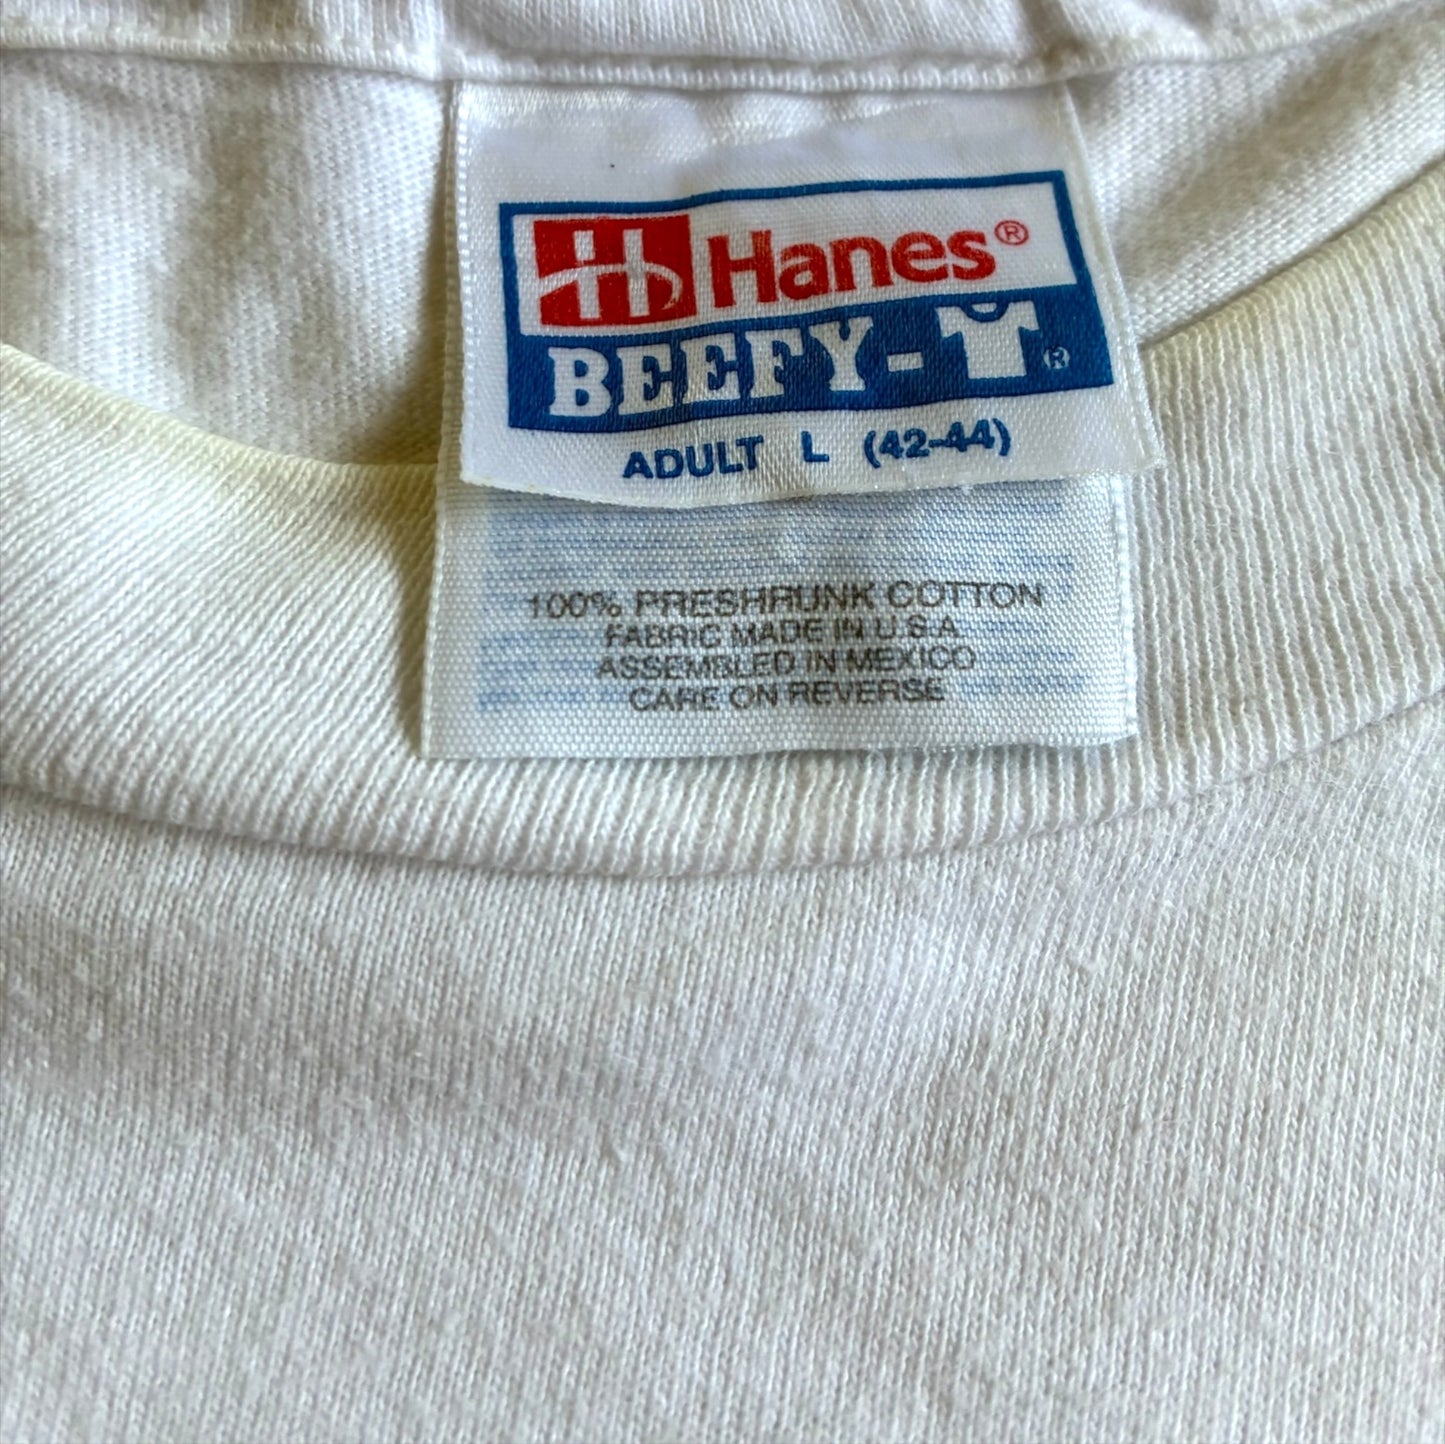 Hanes®
BEEFY-T®
ADULT L (42-44)
100% PRESHRUNK COTTON
FABRIC MADE IN U.S.A.
ASSEMBLED IN MEXICO
CARE ON REVERSE